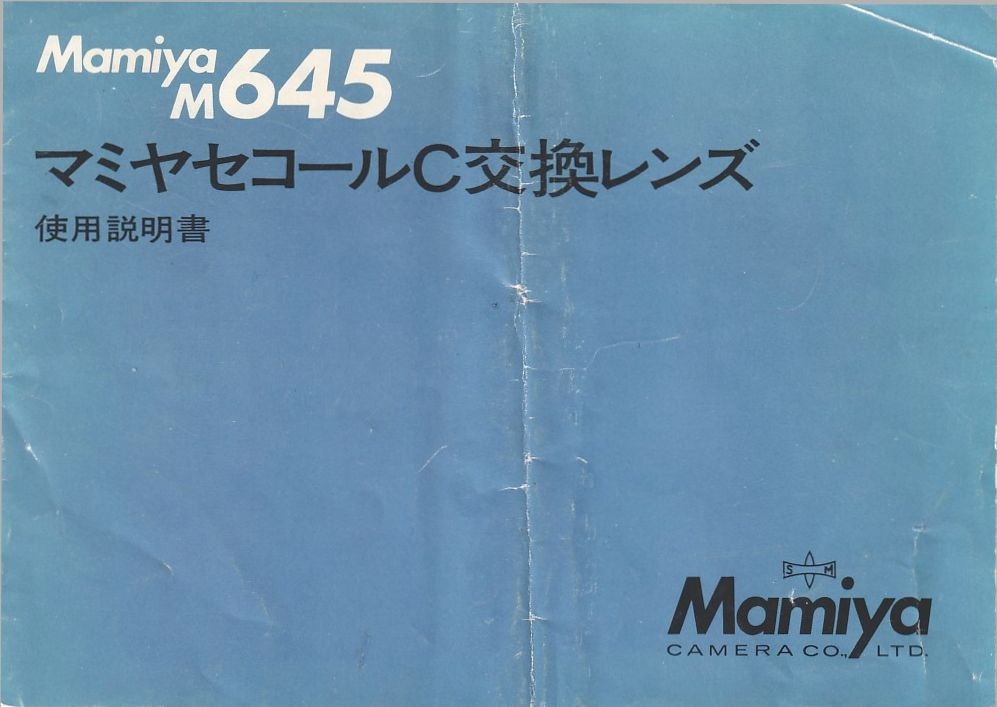 Mamiya
M645
マミヤセコールC交換レンズ
使用説明書
S M
Mamiya
CAMERA CO., LTD.